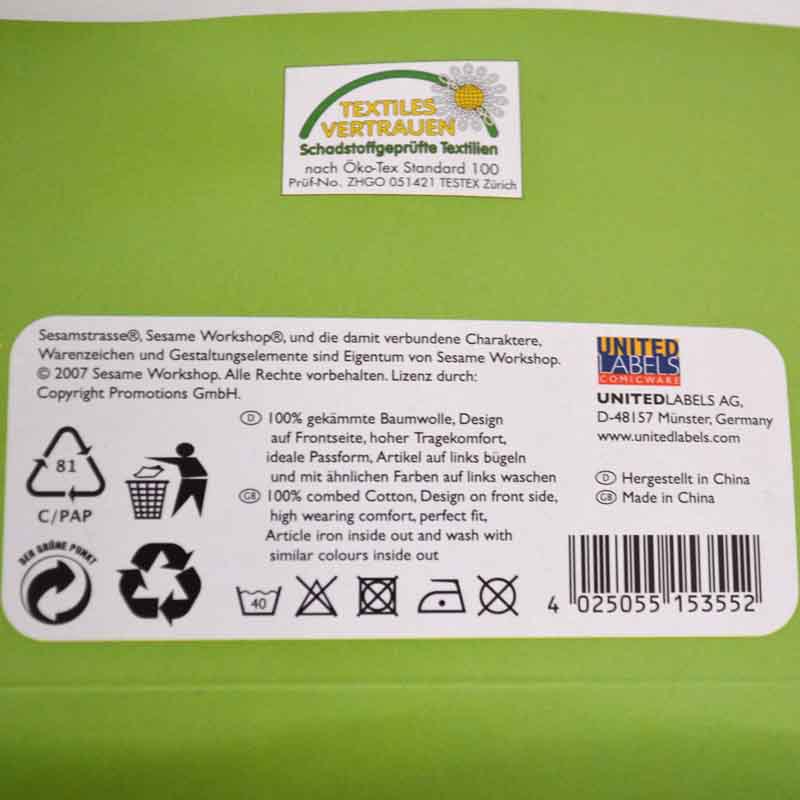 TEXTILES
VERTRAUEN
Schadstoffgeprüfte Textilien
nach Öko-Tex Standard 100
Prüf-No. ZHGO 051421 TESTEX Zürich
Sesamstrasse®, Sesame Workshop®, und die damit verbundene Charaktere,
Warenzeichen und Gestaltungselemente sind Eigentum von Sesame Workshop.
© 2007 Sesame Workshop. Alle Rechte vorbehalten. Lizenz durch:
Copyright Promotions GmbH.
UNITED
LABELS
COMICWARE
UNITEDLABELS AG,
D-48157 Münster, Germany
www.unitedlabels.com
D 100% gekämmte Baumwolle, Design
auf Frontseite, hoher Tragekomfort,
ideale Passform, Artikel auf links bügeln
und mit ähnlichen Farben auf links waschen
GB 100% combed Cotton, Design on front side,
high wearing comfort, perfect fit,
Article iron inside out and wash with
similar colours inside out
D Hergestellt in China
GB Made in China
81
C/PAP
DER GRÜNE PUNKT
40
4 025055 153552